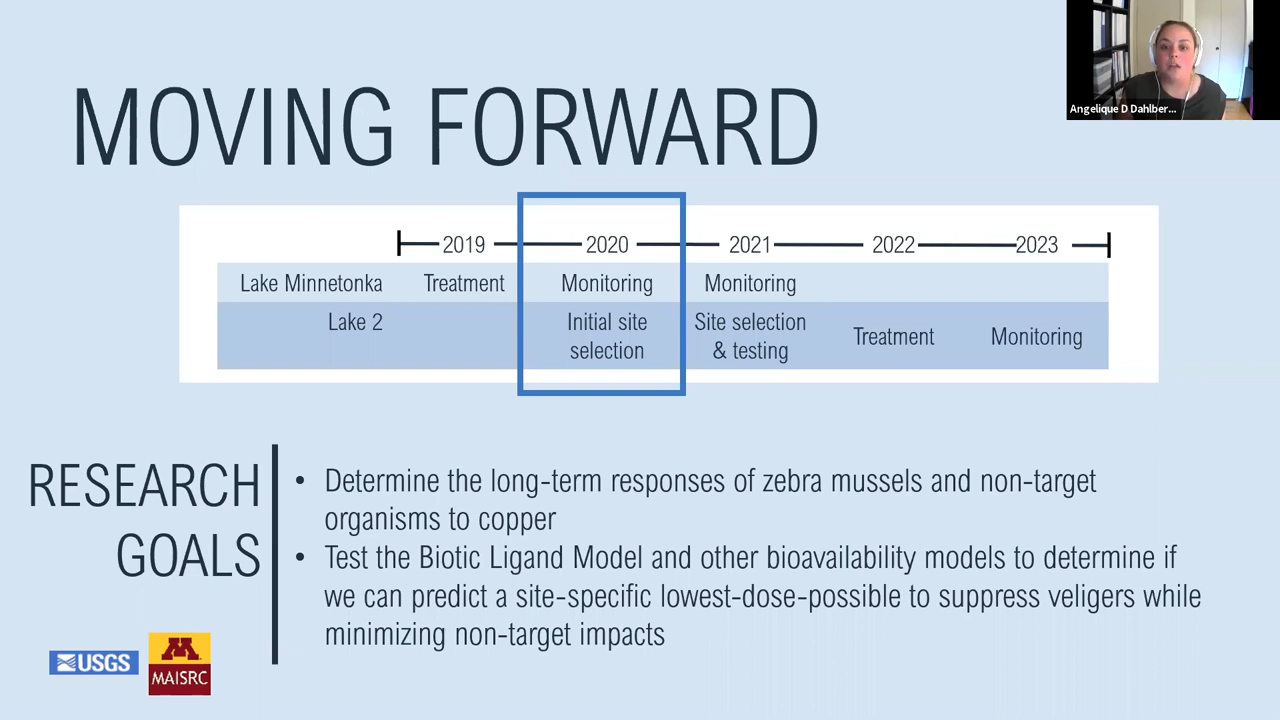 Angelique D Dahlber...
MOVING FORWARD
2019 2020 2021 2022 2023
Lake Minnetonka Treatment Monitoring Monitoring
Lake 2 Initial site Site selection
selection & testing Treatment Monitoring
RESEARCH
GOALS
• Determine the long-term responses of zebra mussels and non-target
organisms to copper
• Test the Biotic Ligand Model and other bioavailability models to determine if
we can predict a site-specific lowest-dose-possible to suppress veligers while
minimizing non-target impacts
USGS
M
MAISRC